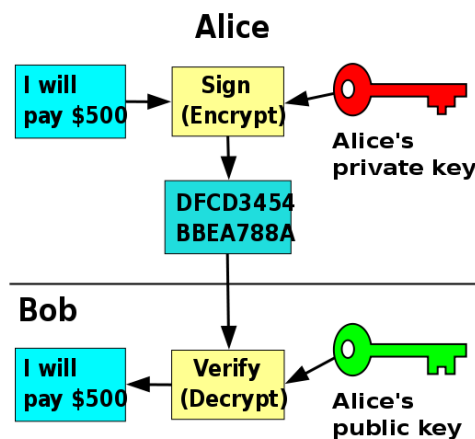 Alice
I will
pay $500
Sign
(Encrypt)
Alice's
private key
DFCD3454
BBEA788A
Bob
I will
pay $500
Verify
(Decrypt)
Alice's
public key